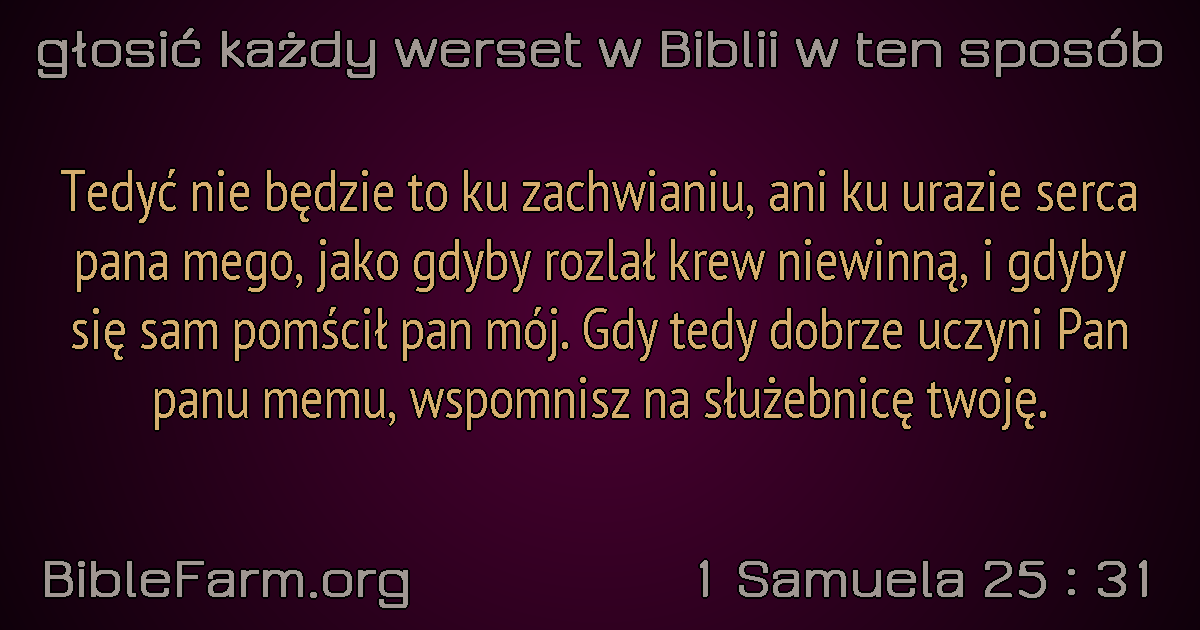 głosić każdy werset w Biblii w ten sposób
Tedyć nie będzie to ku zachwianiu, ani ku urazie serca
pana mego, jako gdyby rozlał krew niewinną, i gdyby
się sam pomścił pan mój. Gdy tedy dobrze uczyni Pan
panu memu, wspomnisz na służebnicę twoję.
BibleFarm.org
1 Samuela 25 : 31